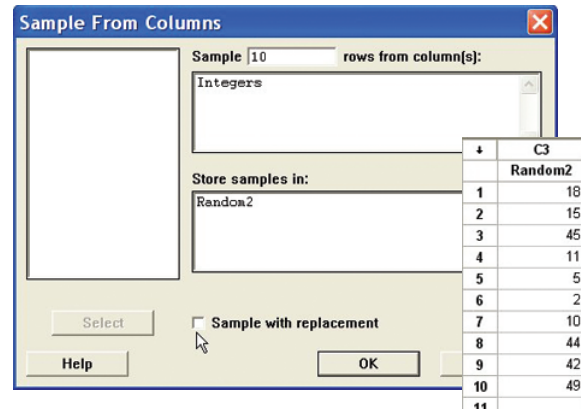 Sample From Columns
Sample 10 rows from column(s):
Integers
Store samples in:
Random2
Select
Sample with replacement
Help
OK
↓ C3
Random2
1 18
2 15
3 45
4 11
5 5
6 2
7 10
8 44
9 42
10 49
11